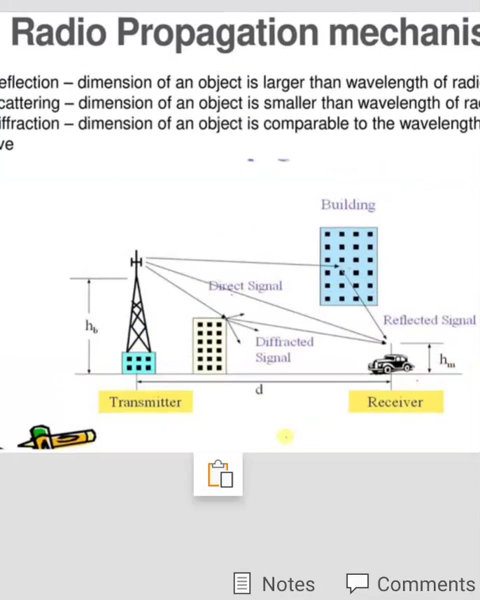 Radio Propagation mechanis
eflection – dimension of an object is larger than wavelength of radi
cattering – dimension of an object is smaller than wavelength of ra
iffraction – dimension of an object is comparable to the wavelength
ve
Building
Direct Signal
Reflected Signal
hb
Diffracted
Signal
hm
d
Transmitter
Receiver
Notes
Comments